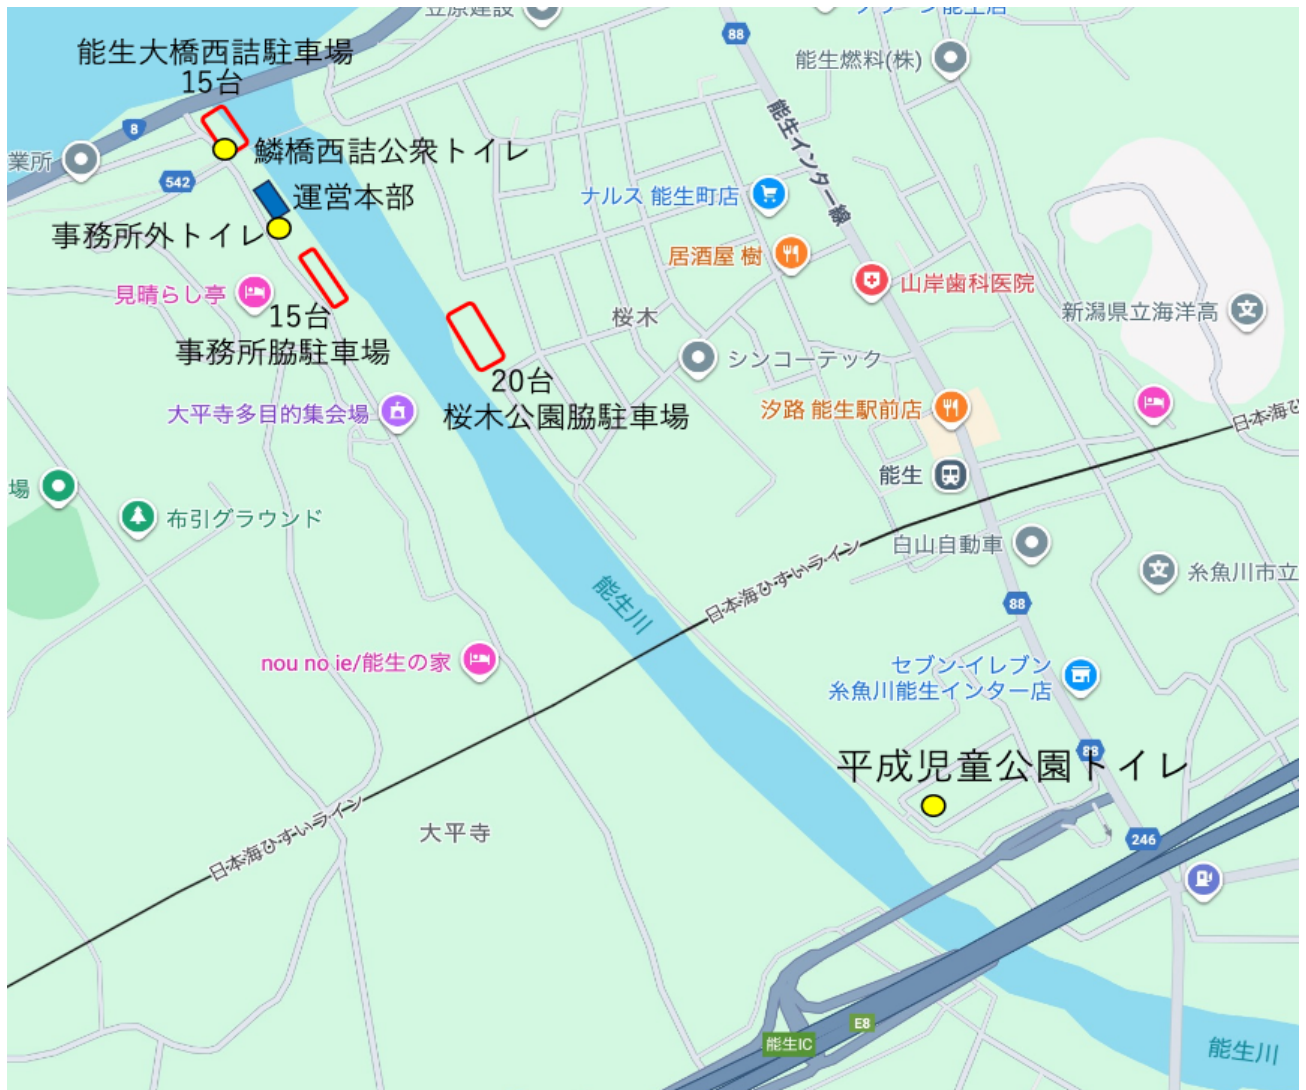 笠原建設
能生大橋西詰駐車場
15台
88
能生燃料(株)
能生インター線
8
業所
鱗橋西詰公衆トイレ
542
運営本部
ナルス 能生町店
事務所外トイレ
居酒屋 樹
山岸歯科医院
見晴らし亭
15台
事務所脇駐車場
桜木
新潟県立海洋高
シンコーテック
20台
桜木公園脇駐車場
大平寺多目的集会場
汐路 能生駅前店
日本海ひ
能生
場
布引グラウンド
白山自動車
日本海ひすいライン
糸魚川市立
能生川
88
nou no ie/能生の家
セブン-イレブン
糸魚川能生インター店
88
平成児童公園トイレ
大平寺
日本海ひすいライン
246
E8
能生IC
能生川